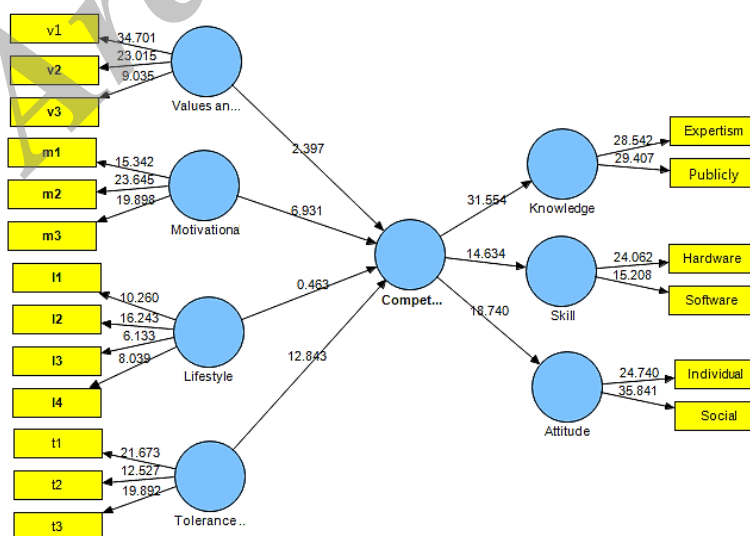 v1
34.701
v2
23.015
9.035
v3
Values an...
m1
15.342
m2
23.645
19.898
m3
Motivationa
l1
10.260
l2
16.243
l3
6.133
8.039
l4
Lifestyle
t1
21.673
t2
12.527
19.892
t3
Tolerance..
2.397
6.931
0.463
12.843
Compet...
31.554
14.634
18.740
Knowledge
28.542
Expertism
29.407
Publicly
Skill
24.062
Hardware
15.208
Software
Attitude
24.740
Individual
35.841
Social